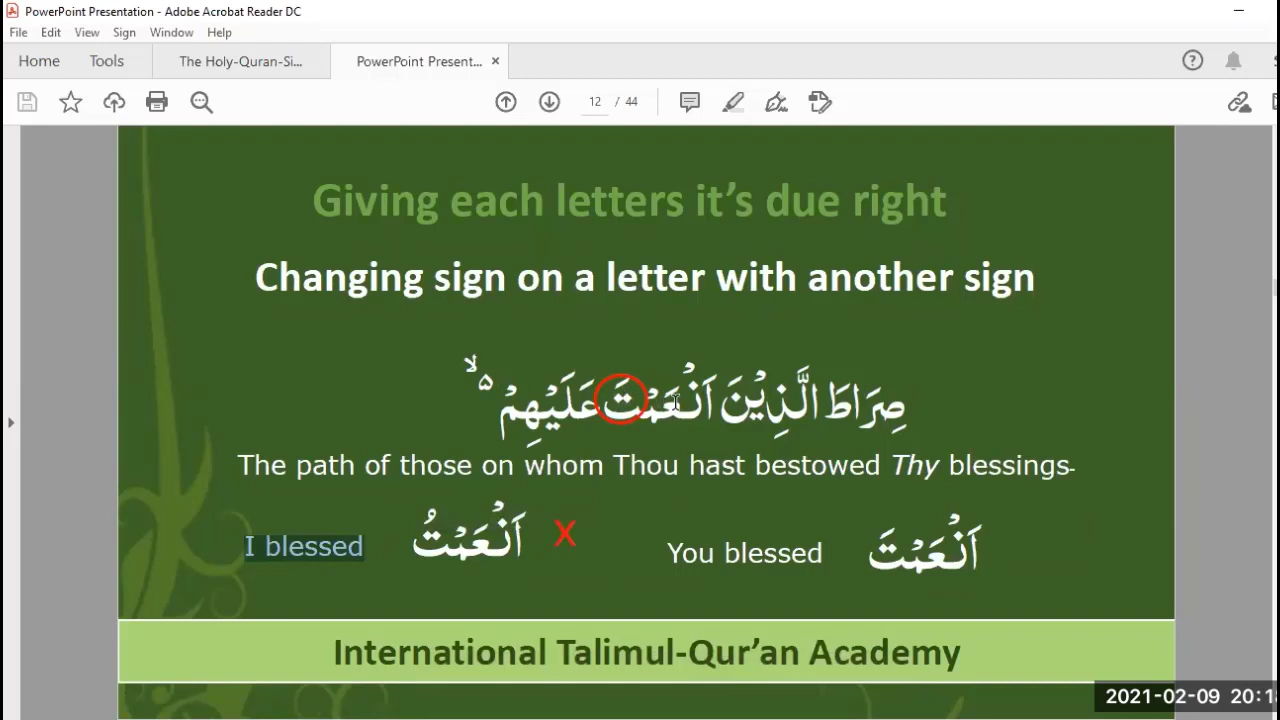 PowerPoint Presentation - Adobe Acrobat Reader DC
File Edit View Sign Window Help
Home Tools The Holy-Quran-Si... PowerPoint Present... ×
12 / 44
Giving each letters it's due right
Changing sign on a letter with another sign
صِرَاطَ الَّذِيْنَ اَنْعَمْتَ عَلَيْهِمْ ۙ۵
The path of those on whom Thou hast bestowed Thy blessings-
I blessed اَنْعَمْتُ X You blessed اَنْعَمْتَ
International Talimul-Qur'an Academy
2021-02-09 20:1